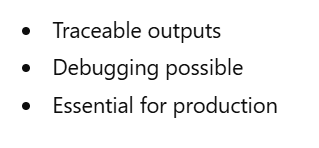 • Traceable outputs
• Debugging possible
• Essential for production